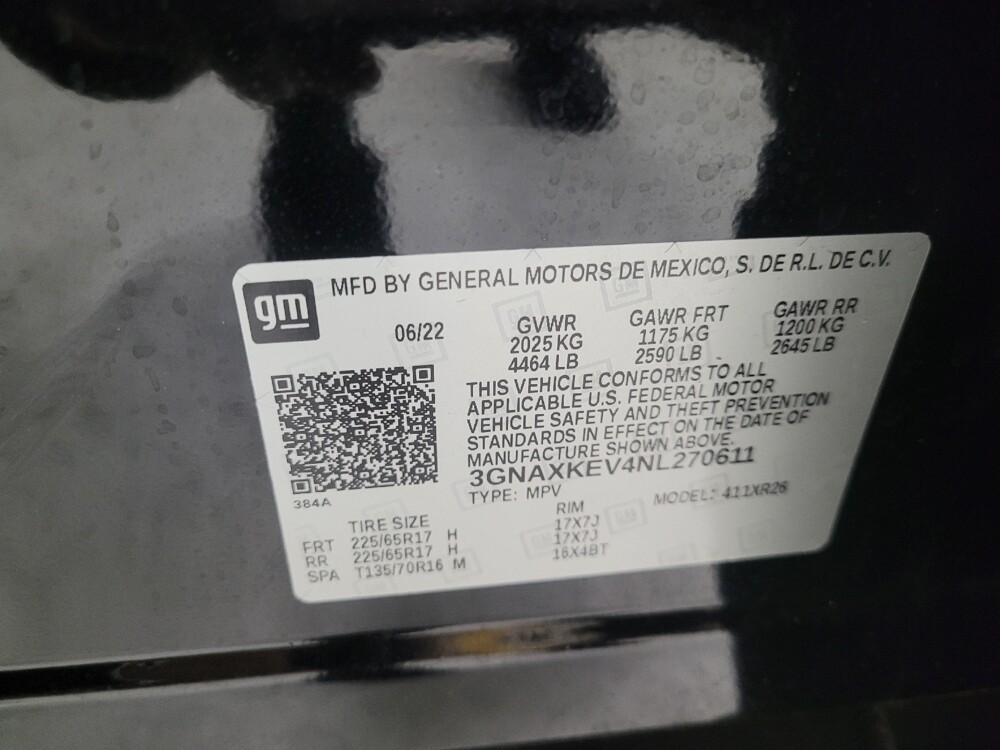 gm
MFD BY GENERAL MOTORS DE MEXICO, S. DE R.L. DE C.V.
06/22 GVWR GAWR FRT GAWR RR
2025 KG 1175 KG 1200 KG
4464 LB 2590 LB 2645 LB
THIS VEHICLE CONFORMS TO ALL
APPLICABLE U.S. FEDERAL MOTOR
VEHICLE SAFETY AND THEFT PREVENTION
STANDARDS IN EFFECT ON THE DATE OF
MANUFACTURE SHOWN ABOVE.
3GNAXKEV4NL270611
384A
TYPE: MPV MODEL: 411XR26
TIRE SIZE RIM
FRT 225/65R17 H 17X7J
RR 225/65R17 H 17X7J
SPA T135/70R16 M 16X4BT